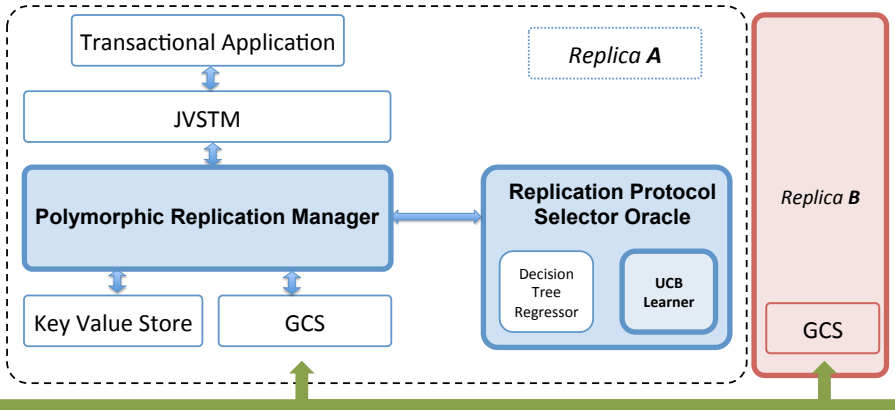 Transactional Application
Replica A
JVSTM
Polymorphic Replication Manager
Replication Protocol
Selector Oracle
Decision
Tree
Regressor
UCB
Learner
Key Value Store
GCS
Replica B
GCS